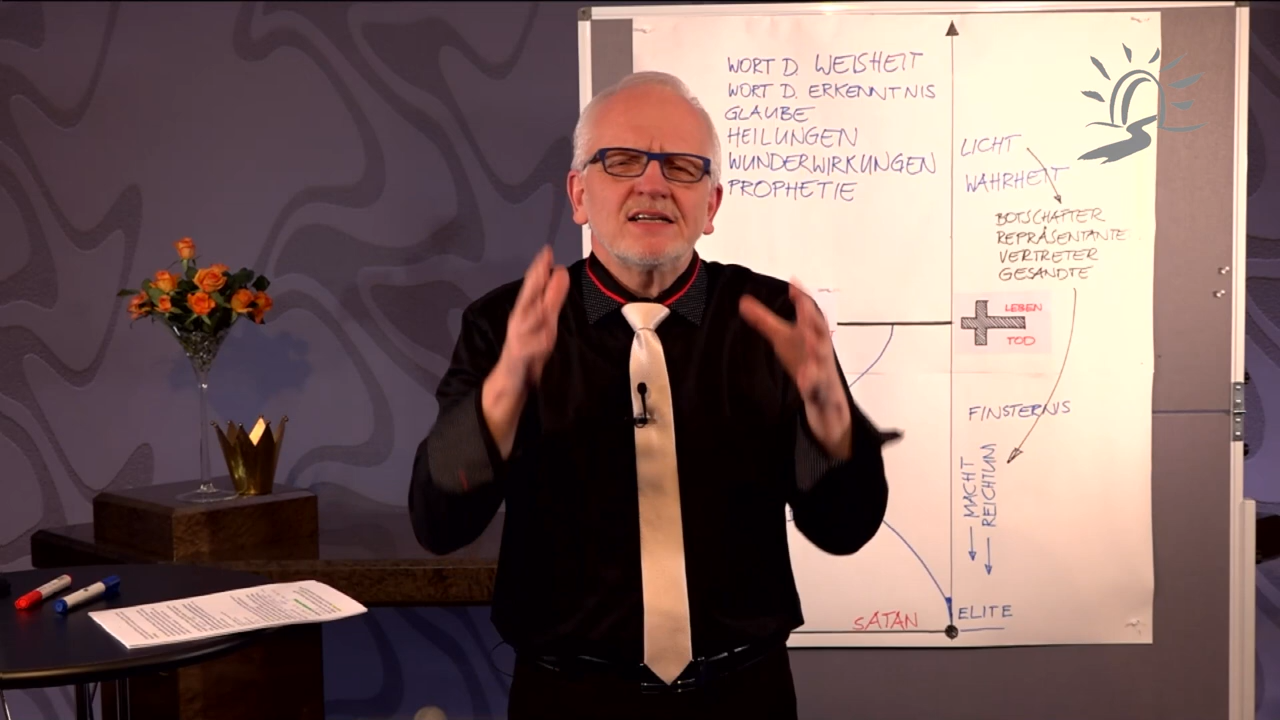 WORT D. WEISHEIT
WORT D. ERKENNTNIS
GLAUBE
HEILUNGEN
WUNDERWIRKUNGEN
PROPHETIE
LICHT
WAHRHEIT
BOTSCHAFTER
REPRÄSENTANTE
VERTRETER
GESANDTE
LEBEN
TOD
FINSTERNIS
MACHT
REICHTUM
SATAN
ELITE